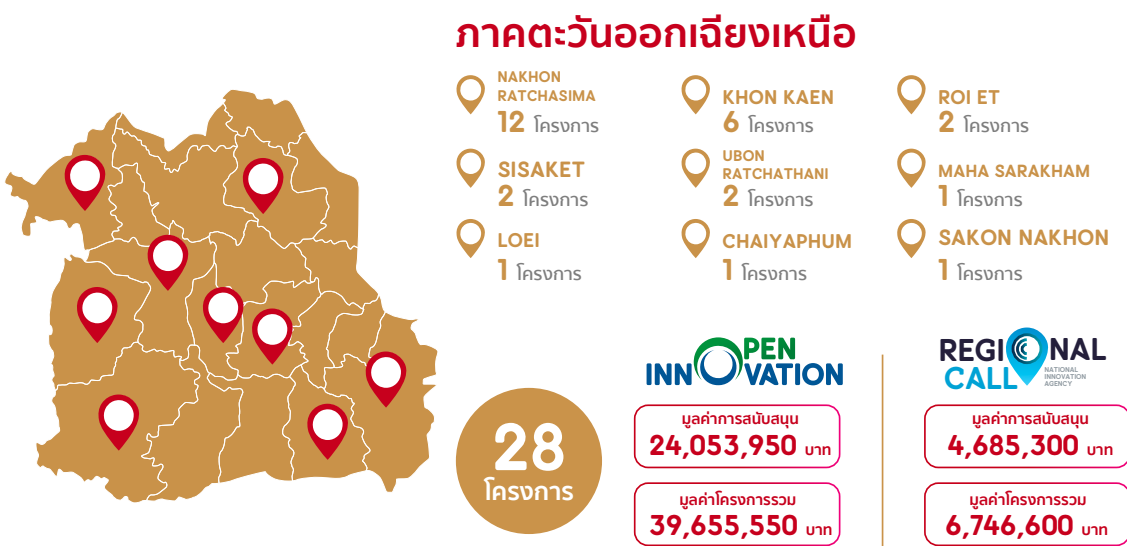 ภาคตะวันออกเฉียงเหนือ
NAKHON
RATCHASIMA
12 โครงการ
KHON KAEN
6 โครงการ
ROI ET
2 โครงการ
SISAKET
2 โครงการ
UBON
RATCHATHANI
2 โครงการ
MAHA SARAKHAM
1 โครงการ
LOEI
1 โครงการ
CHAIYAPHUM
1 โครงการ
SAKON NAKHON
1 โครงการ
28
โครงการ
OPEN
INNOVATION
มูลค่าการสนับสนุน
24,053,950 บาท
มูลค่าโครงการรวม
39,655,550 บาท
REGIONAL
CALL
NATIONAL
INNOVATION
AGENCY
มูลค่าการสนับสนุน
4,685,300 บาท
มูลค่าโครงการรวม
6,746,600 บาท